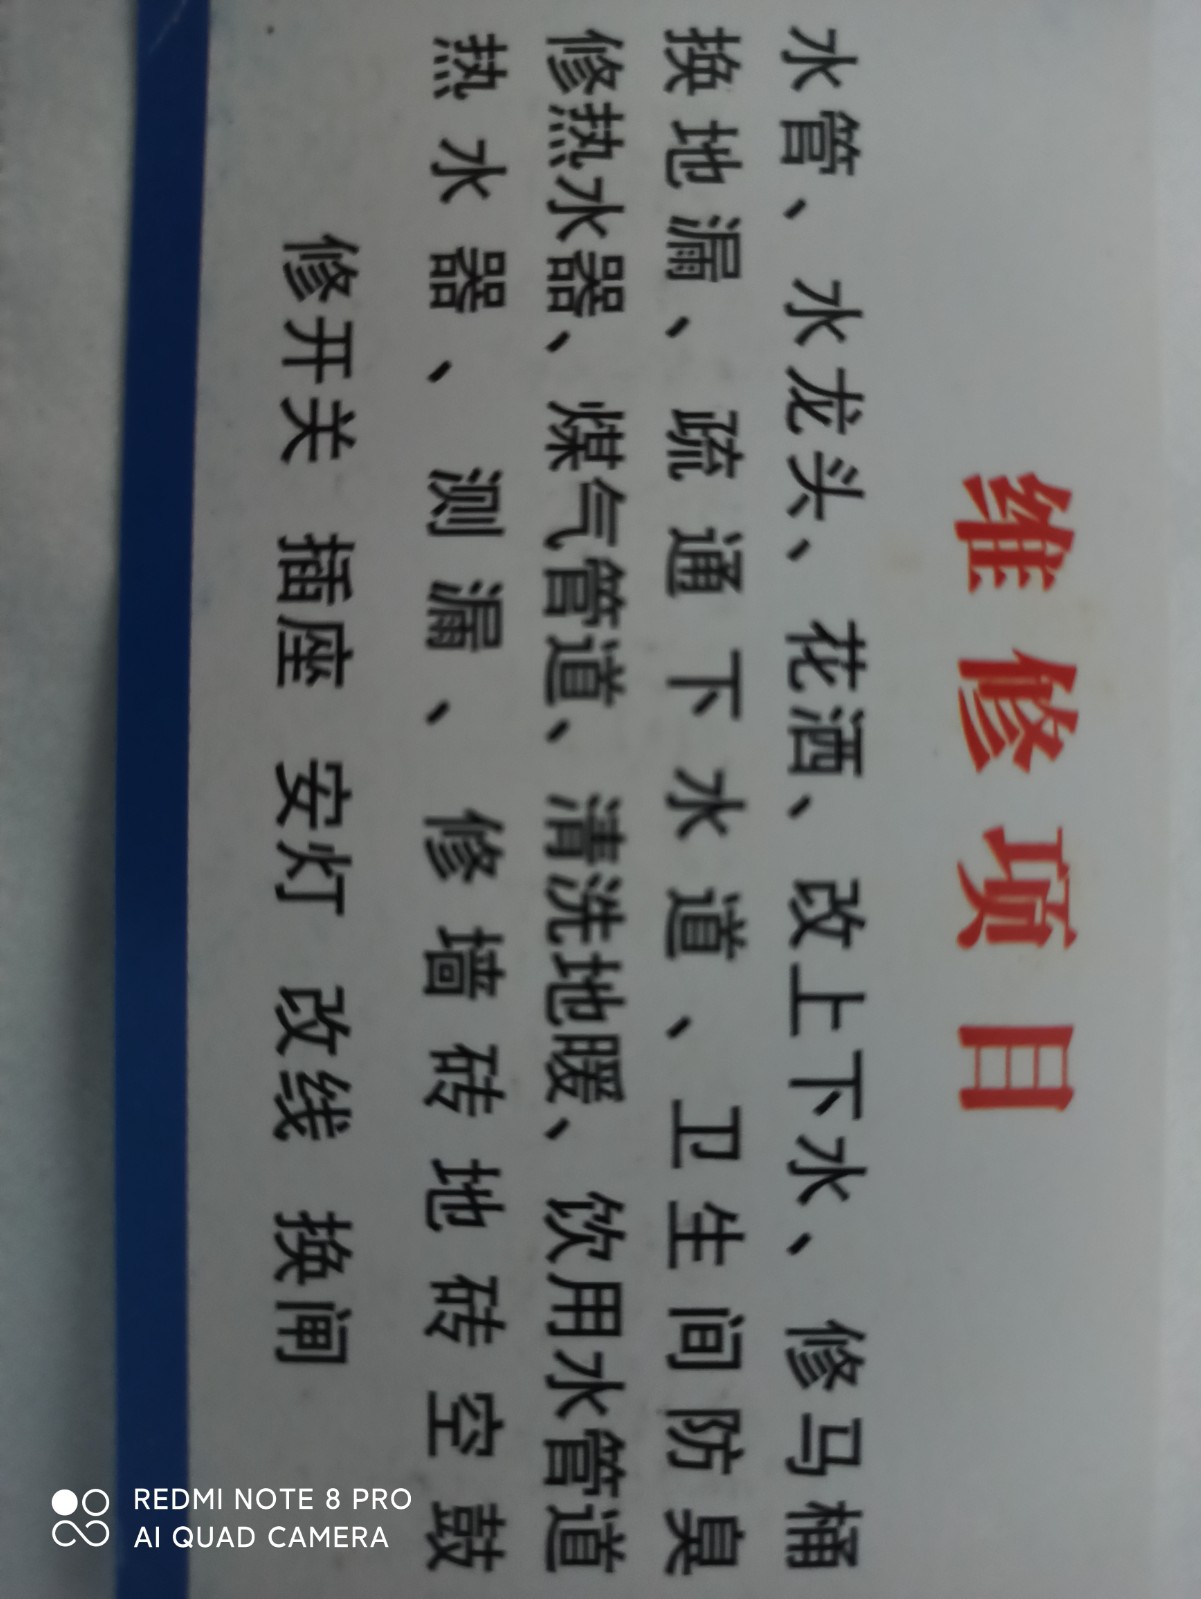 维修项目
水管、水龙头、花洒、改上下水、修马桶
换地漏、疏通下水道、卫生间防臭
修热水器、煤气管道、清洗地暖、饮用水管道
热水器、测漏、修墙砖地砖空鼓
修开关 插座 安灯 改线 换闸
REDMI NOTE 8 PRO
AI QUAD CAMERA